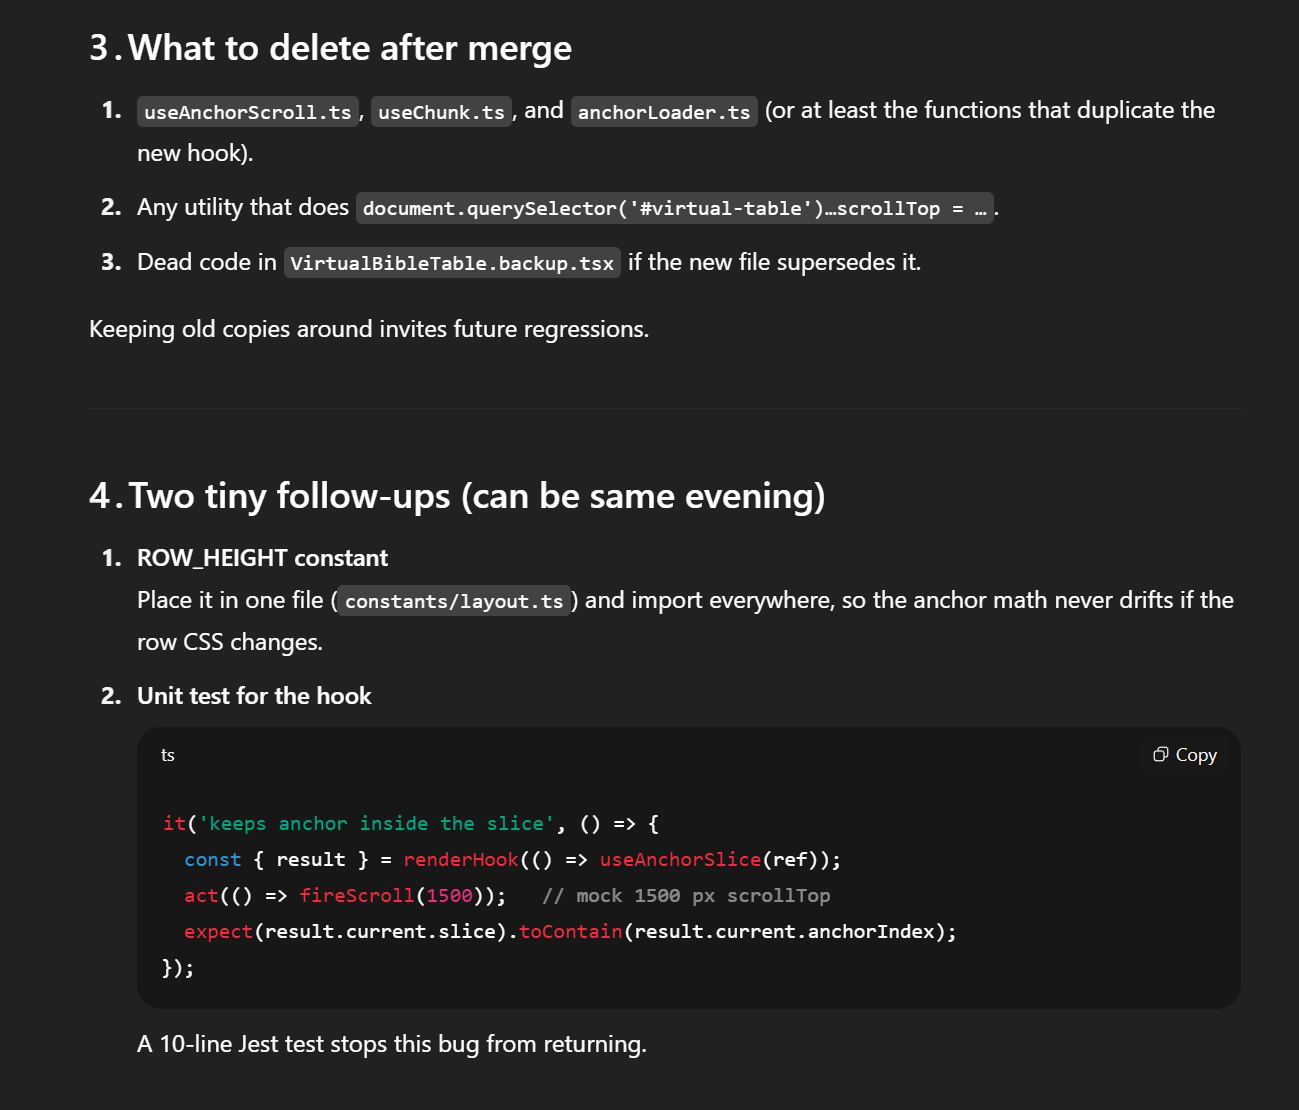 3. What to delete after merge
1. useAnchorScroll.ts, useChunk.ts, and anchorLoader.ts (or at least the functions that duplicate the
new hook).
2. Any utility that does document.querySelector('#virtual-table')…scrollTop = ….
3. Dead code in VirtualBibleTable.backup.tsx if the new file supersedes it.
Keeping old copies around invites future regressions.
4. Two tiny follow-ups (can be same evening)
1. ROW_HEIGHT constant
Place it in one file (constants/layout.ts) and import everywhere, so the anchor math never drifts if the
row CSS changes.
2. Unit test for the hook
ts
Copy
it('keeps anchor inside the slice', () => {
  const { result } = renderHook(() => useAnchorSlice(ref));
  act(() => fireScroll(1500));   // mock 1500 px scrollTop
  expect(result.current.slice).toContain(result.current.anchorIndex);
});
A 10-line Jest test stops this bug from returning.